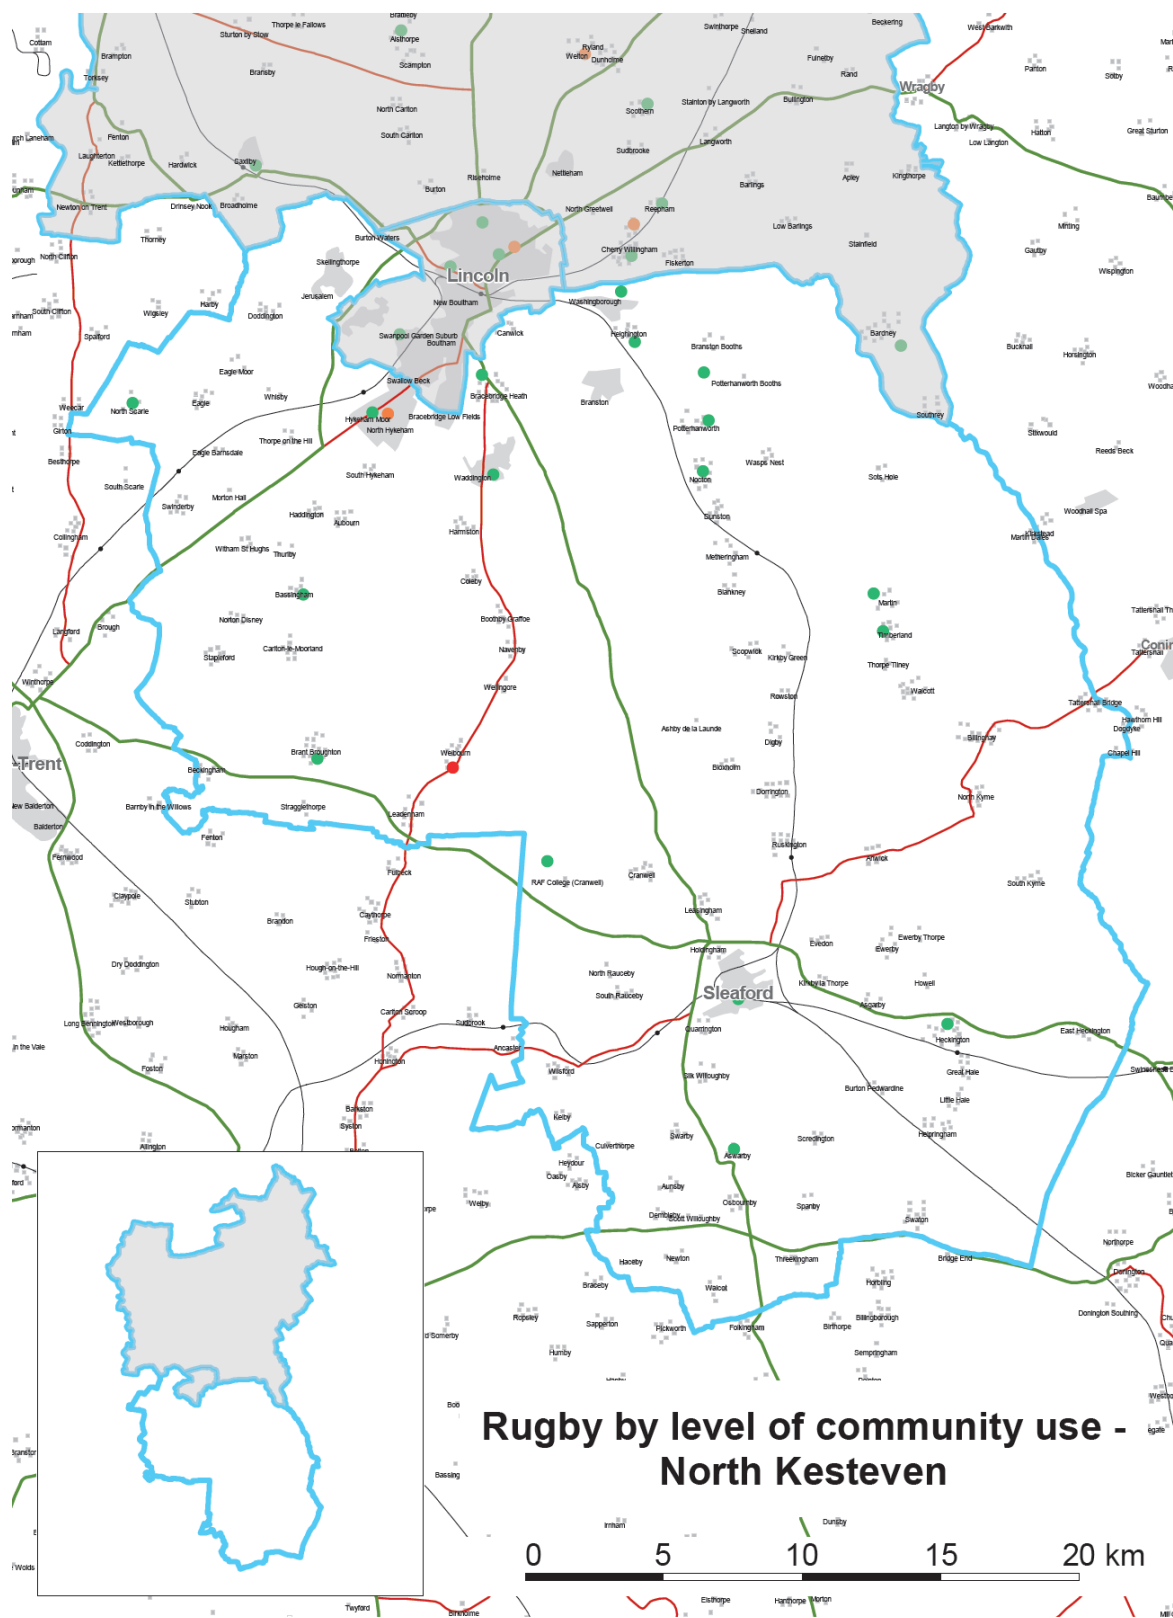 Bradleby
Thorpe le Fallows
Sturton by Stow
Aisthorpe
Swinthorpe
Snelland
Beckering
West Barkwith
Cottam
Brampton
Scampton
Ryland
Welton
Dunholme
Fulnetby
Rand
Panton
Sotby
Torksey
Bransby
Wragby
North Carlton
Scothern
Stainton by Langworth
Bullington
Fenton
South Carlton
Langworth
Langton by Wragby
Hatton
Great Sturton
Low Langton
Laughterton
Kettlethorpe
Hardwick
Saxilby
Sudbrooke
Nettleham
Riseholme
Burton
Barlings
Apley
Kingthorpe
Newton on Trent
Drinsey Nook
Broadholme
North Greetwell
Reepham
Low Barlings
Minting
Thorney
Burton Waters
Cherry Willingham
Fiskerton
Stainfield
Gautby
North Clifton
Skellingthorpe
Lincoln
Wispington
Jerusalem
New Boultham
Washingborough
South Clifton
Harby
Wigsley
Doddington
Spalford
Swanpool Garden Suburb
Boultham
Canwick
Heighington
Branston Booths
Bardney
Bucknall
Horsington
Eagle Moor
Swallow Beck
Potterhanworth Booths
Whisby
Bracebridge Heath
Branston
Weecar
North Scarle
Eagle
Hykeham Moor
North Hykeham
Bracebridge Low Fields
Southrey
Girton
Potterhanworth
Stixwould
Thorpe on the Hill
Eagle Barnsdale
Reeds Beck
Besthorpe
South Hykeham
Waddington
Wasps Nest
Nocton
Sots Hole
South Scarle
Morton Hall
Swinderby
Haddington
Aubourn
Dunston
Woodhall Spa
Kirkstead
Martin Dales
Collingham
Harmston
Witham St Hughs
Thurlby
Metheringham
Coleby
Bassingham
Blankney
Martin
Norton Disney
Boothby Graffoe
Timberland
Langford
Brough
Carlton-le-Moorland
Navenby
Scopwick
Kirkby Green
Thorpe Tilney
Tattershall
Stapleford
Winthorpe
Wellingore
Rowston
Walcott
Tattershall Bridge
Hawthorn Hill
Dogdyke
Ashby de la Launde
Digby
Billinghay
Coddington
Brant Broughton
Welbourn
Chapel Hill
Trent
Beckingham
Bloxholm
Dorrington
North Kyme
New Balderton
Barnby in the Willows
Stragglethorpe
Leadenham
Balderton
Fenton
Ruskington
Fernwood
Fulbeck
Anwick
RAF College (Cranwell)
Cranwell
South Kyme
Claypole
Stubton
Brandon
Caythorpe
Leasingham
Frieston
Holdingham
Evedon
Ewerby Thorpe
Ewerby
Dry Doddington
Hough-on-the-Hill
Normanton
North Rauceby
South Rauceby
Sleaford
Kirkby la Thorpe
Howell
Asgarby
Gelston
Carlton Scroop
Long Bennington
Westborough
Hougham
Sudbrook
Quarrington
Heckington
East Heckington
in the Vale
Marston
Honington
Ancaster
Foston
Wilsford
Silk Willoughby
Burton Pedwardine
Great Hale
Little Hale
Barkston
Syston
Kelby
Culverthorpe
Swarby
Scredington
Helpringham
Allington
Heydour
Oasby
Aisby
Aswarby
Bicker Gauntlet
Welby
Aunsby
Osbournby
Spanby
Dembleby
Scott Willoughby
Swaton
Northorpe
Haceby
Newton
Threekingham
Bridge End
Donington
Braceby
Walcot
Horbling
Ropsley
Sapperton
Pickworth
Folkingham
Birthorpe
Billingborough
Donington Southing
Humby
Sempringham
Rugby by level of community use -
North Kesteven
Dunsby
Irnham
0 5 10 15 20 km
Twyford
Birkholme
Elsthorpe
Hanthorpe
Morton